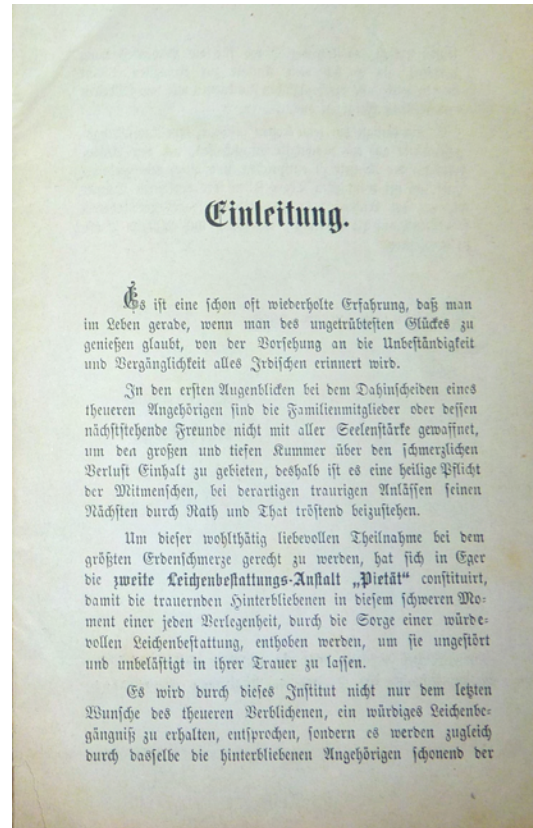 Einleitung.
Es ist eine schon oft wiederholte Erfahrung, daß man
im Leben gerade, wenn man des ungetrübtesten Glückes zu
genießen glaubt, von der Vorsehung an die Unbeständigkeit
und Vergänglichkeit alles Irdischen erinnert wird.
In den ersten Augenblicken bei dem Dahinscheiden eines
theueren Angehörigen sind die Familienmitglieder oder dessen
nächststehende Freunde nicht mit aller Seelenstärke gewaffnet,
um den großen und tiefen Kummer über den schmerzlichen
Verlust Einhalt zu gebieten, deshalb ist es eine heilige Pflicht
der Mitmenschen, bei derartigen traurigen Anlässen seinen
Nächsten durch Rath und That tröstend beizustehen.
Um dieser wohlthätig liebevollen Theilnahme bei dem
größten Erdenschmerze gerecht zu werden, hat sich in Eger
die zweite Leichenbestattungs-Anstalt „Pietät“ constituirt,
damit die trauernden Hinterbliebenen in diesem schweren Mo-
ment einer jeden Verlegenheit, durch die Sorge einer würde-
vollen Leichenbestattung, enthoben werden, um sie ungestört
und unbelästigt in ihrer Trauer zu lassen.
Es wird durch dieses Institut nicht nur dem letzten
Wunsche des theueren Verblichenen, ein würdiges Leichenbe-
gängniß zu erhalten, entsprochen, sondern es werden zugleich
durch dasselbe die hinterbliebenen Angehörigen schonend der